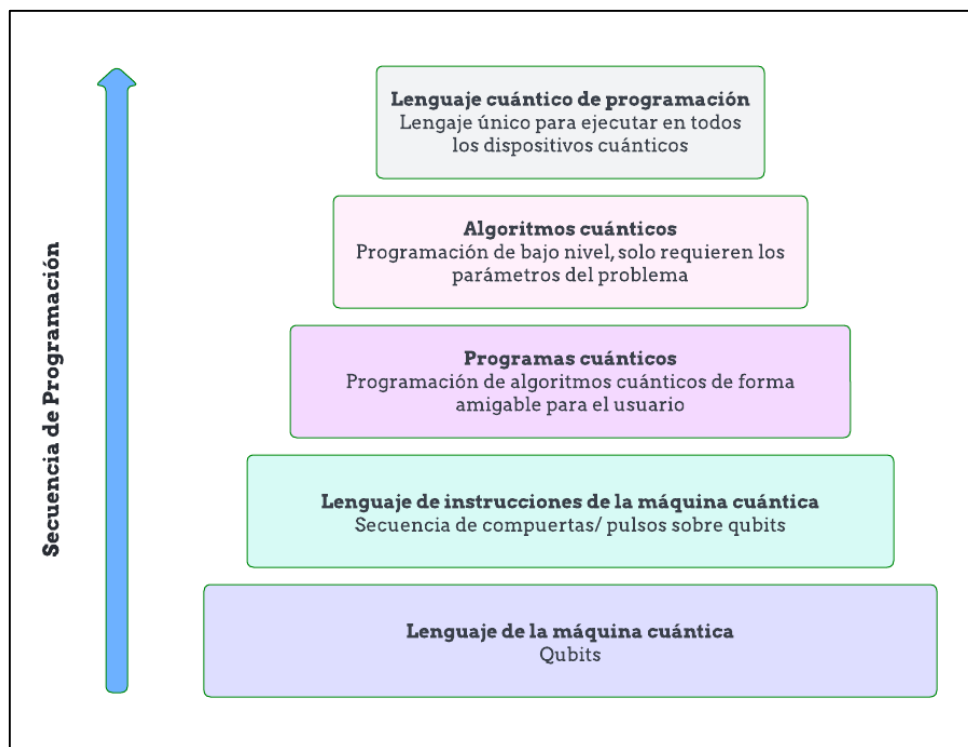 Secuencia de Programación
Lenguaje cuántico de programación
Lengaje único para ejecutar en todos
los dispositivos cuánticos
Algoritmos cuánticos
Programación de bajo nivel, solo requieren los
parámetros del problema
Programas cuánticos
Programación de algoritmos cuánticos de forma
amigable para el usuario
Lenguaje de instrucciones de la máquina cuántica
Secuencia de compuertas/ pulsos sobre qubits
Lenguaje de la máquina cuántica
Qubits